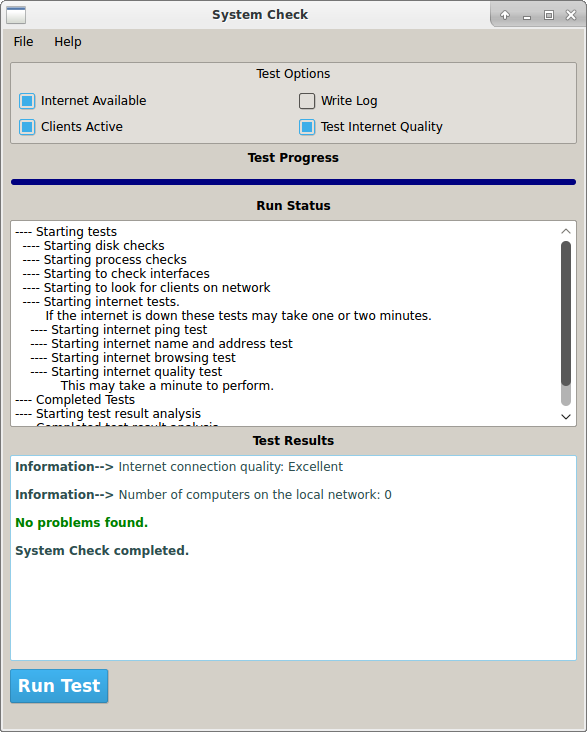 System Check
File Help
Test Options
Internet Available Write Log
Clients Active Test Internet Quality
Test Progress
Run Status
---- Starting tests
---- Starting disk checks
---- Starting process checks
---- Starting to check interfaces
---- Starting to look for clients on network
---- Starting internet tests.
If the internet is down these tests may take one or two minutes.
---- Starting internet ping test
---- Starting internet name and address test
---- Starting internet browsing test
---- Starting internet quality test
This may take a minute to perform.
---- Completed Tests
---- Starting test result analysis
Completed test result analysis
Test Results
Information--> Internet connection quality: Excellent
Information--> Number of computers on the local network: 0
No problems found.
System Check completed.
Run Test